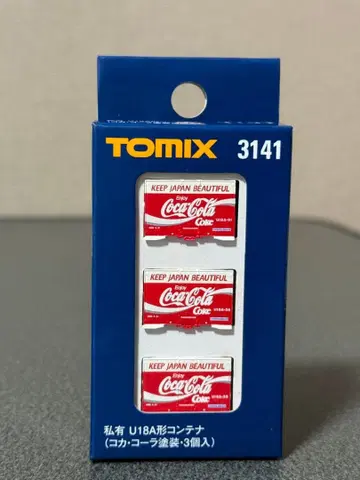 TOMIX 3141
KEEP JAPAN BEAUTIFUL
Enjoy
Coca-Cola
Coke
KEEP JAPAN BEAUTIFUL
Enjoy
Coca-Cola
Coke
KEEP JAPAN BEAUTIFUL
Enjoy
Coca-Cola
Coke
私有 U18A形コンテナ
(コカ・コーラ塗装・3個入)